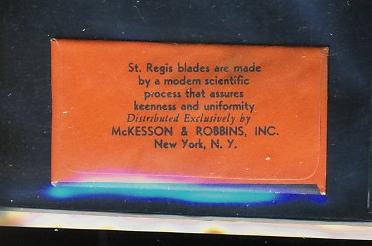 St. Regis blades are made
by a modern scientific
process that assures
keenness and uniformity
Distributed Exclusively by
McKESSON & ROBBINS, INC.
New York, N. Y.